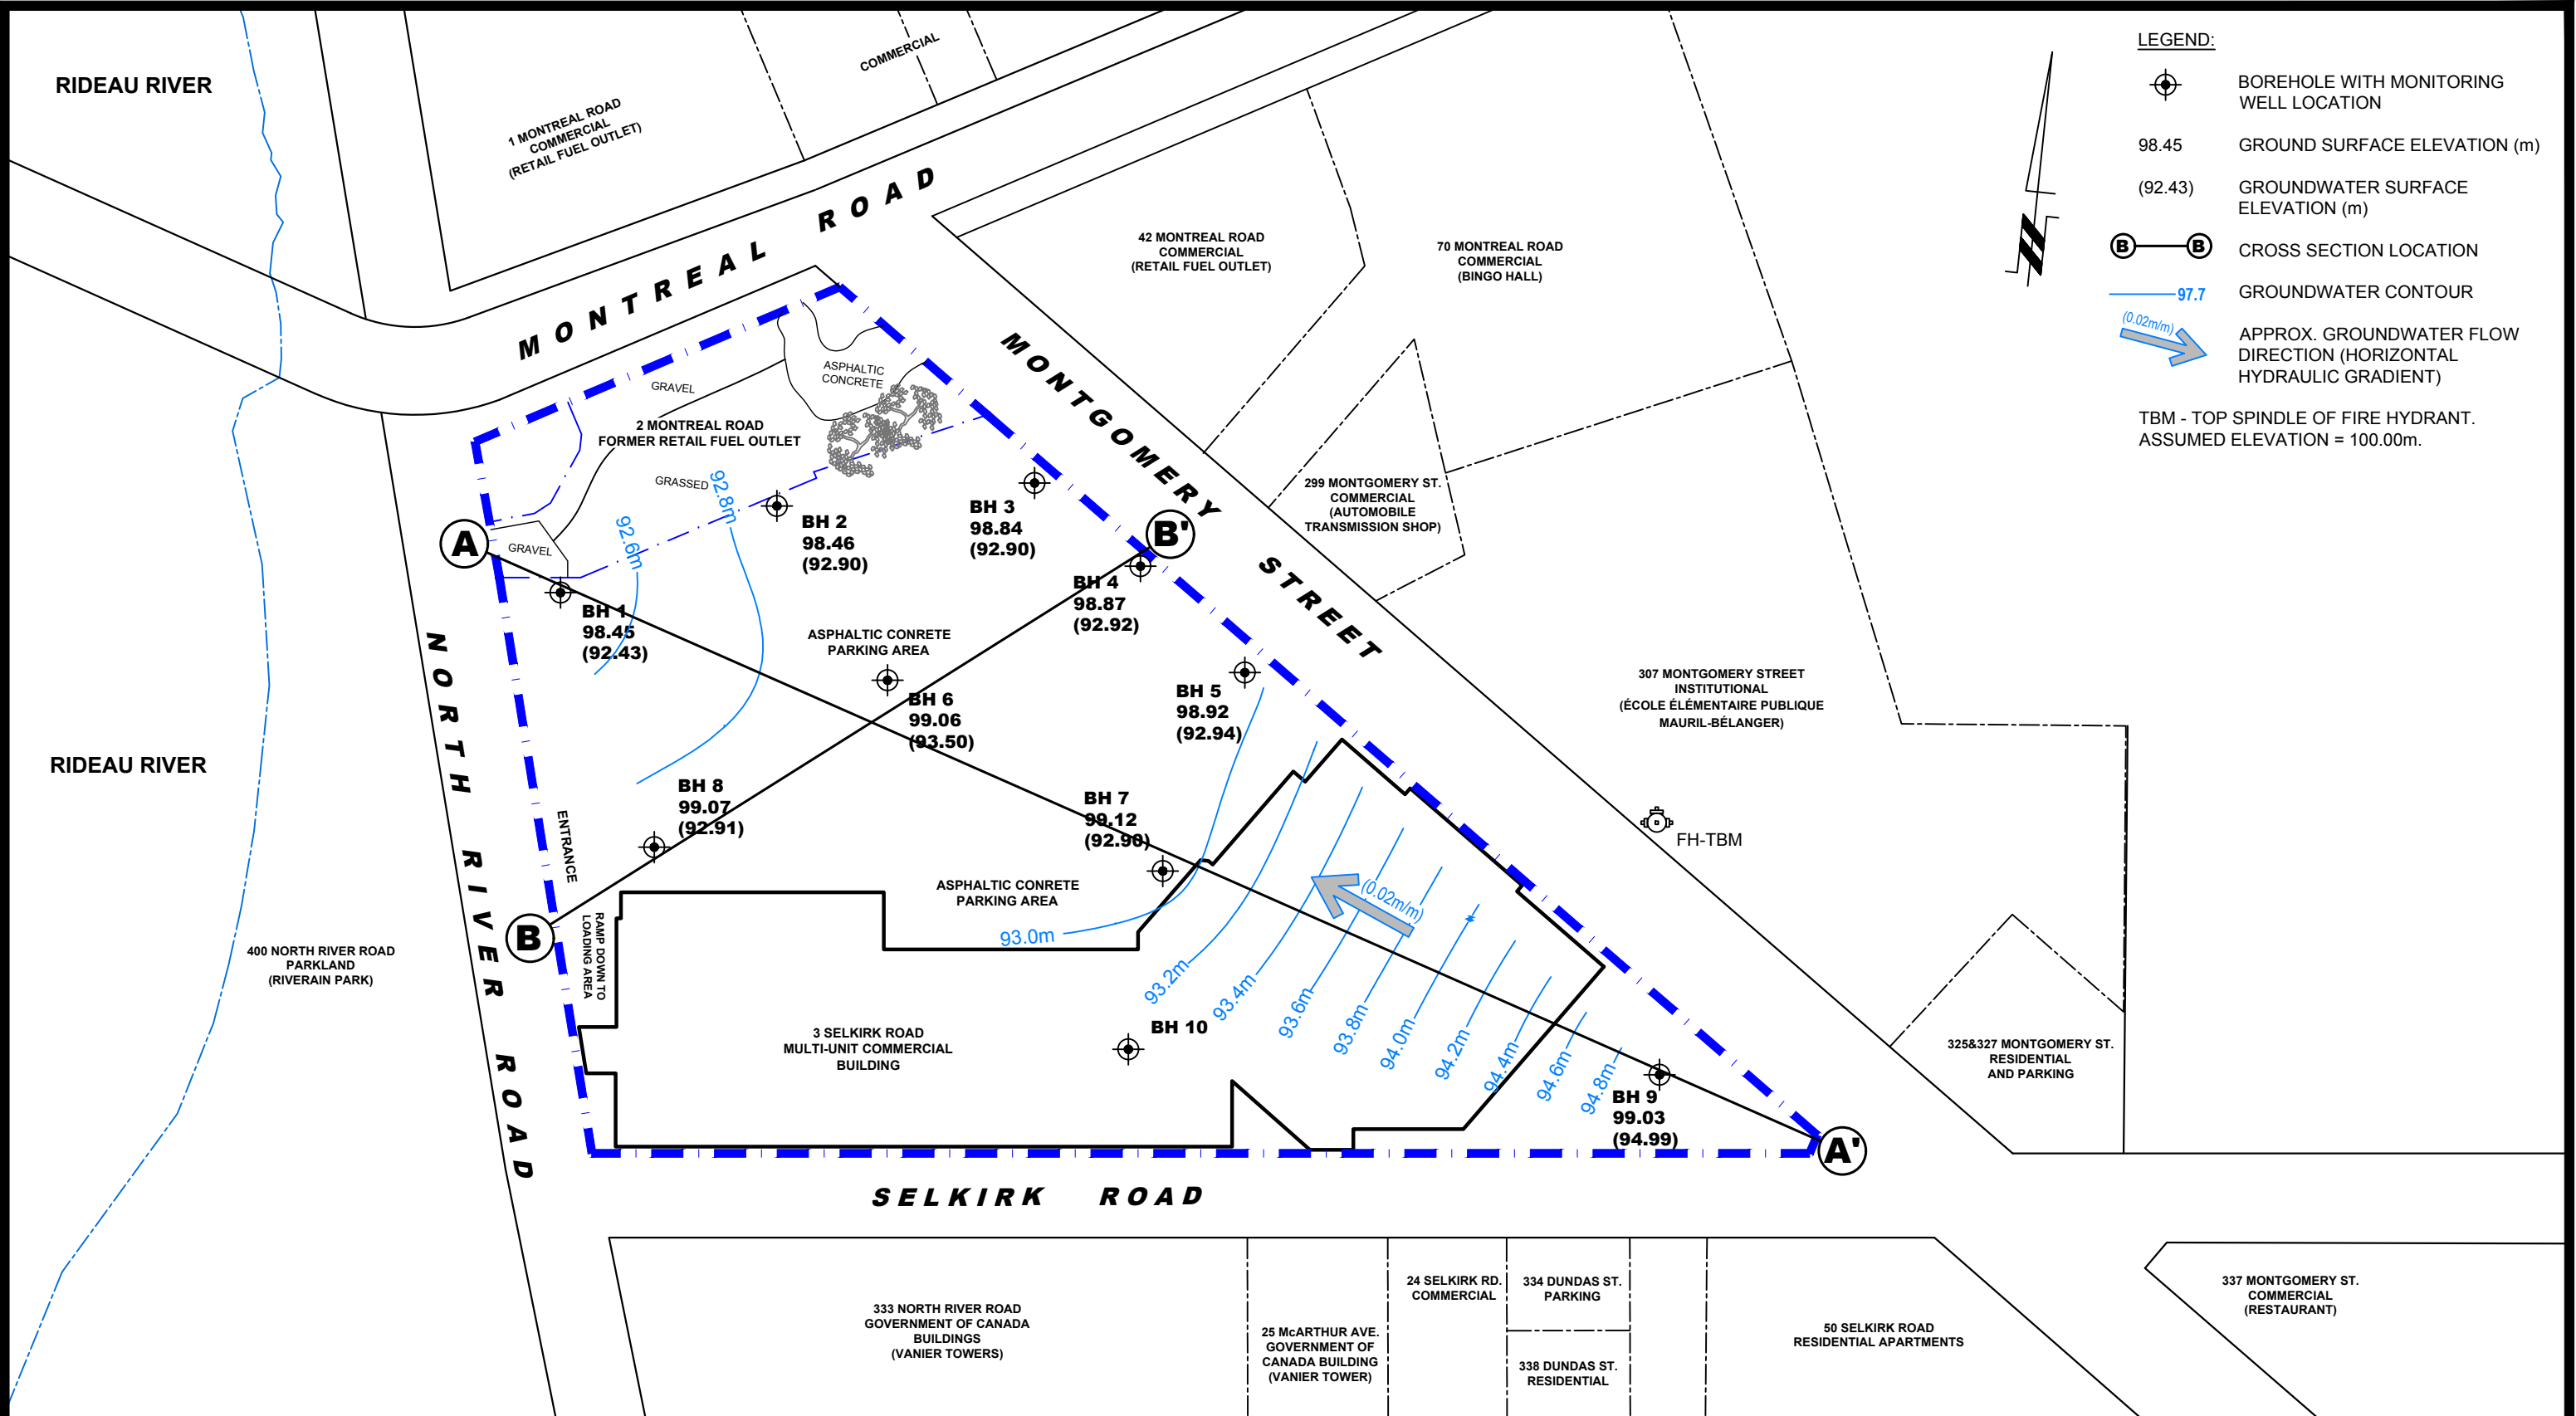 RIDEAU RIVER
1 MONTREAL ROAD
COMMERCIAL
(RETAIL FUEL OUTLET)
COMMERCIAL
MONTREAL ROAD
42 MONTREAL ROAD
COMMERCIAL
(RETAIL FUEL OUTLET)
70 MONTREAL ROAD
COMMERCIAL
(BINGO HALL)
LEGEND:
BOREHOLE WITH MONITORING
WELL LOCATION
98.45 GROUND SURFACE ELEVATION (m)
(92.43) GROUNDWATER SURFACE
ELEVATION (m)
B B CROSS SECTION LOCATION
97.7 GROUNDWATER CONTOUR
(0.02m/m)
APPROX. GROUNDWATER FLOW
DIRECTION (HORIZONTAL
HYDRAULIC GRADIENT)
TBM - TOP SPINDLE OF FIRE HYDRANT.
ASSUMED ELEVATION = 100.00m.
MONTGOMERY STREET
GRAVEL
ASPHALTIC
CONCRETE
2 MONTREAL ROAD
FORMER RETAIL FUEL OUTLET
GRASSED
GRAVEL
92.6m
92.8m
A
BH 1
98.45
(92.43)
BH 2
98.46
(92.90)
BH 3
98.84
(92.90)
B'
BH 4
98.87
(92.92)
299 MONTGOMERY ST.
COMMERCIAL
(AUTOMOBILE
TRANSMISSION SHOP)
ASPHALTIC CONRETE
PARKING AREA
BH 6
99.06
(93.50)
BH 5
98.92
(92.94)
307 MONTGOMERY STREET
INSTITUTIONAL
(ÉCOLE ÉLÉMENTAIRE PUBLIQUE
MAURIL-BÉLANGER)
RIDEAU RIVER
NORTH RIVER ROAD
BH 8
99.07
(92.91)
BH 7
99.12
(92.90)
ENTRANCE
FH-TBM
ASPHALTIC CONRETE
PARKING AREA
(0.02m/m)
B
RAMP DOWN TO
LOADING AREA
93.0m
93.2m
93.4m
93.6m
93.8m
94.0m
94.2m
94.4m
94.6m
94.8m
400 NORTH RIVER ROAD
PARKLAND
(RIVERAIN PARK)
3 SELKIRK ROAD
MULTI-UNIT COMMERCIAL
BUILDING
BH 10
BH 9
99.03
(94.99)
A'
325&327 MONTGOMERY ST.
RESIDENTIAL
AND PARKING
SELKIRK ROAD
333 NORTH RIVER ROAD
GOVERNMENT OF CANADA
BUILDINGS
(VANIER TOWERS)
25 McARTHUR AVE.
GOVERNMENT OF
CANADA BUILDING
(VANIER TOWER)
24 SELKIRK RD.
COMMERCIAL
334 DUNDAS ST.
PARKING
338 DUNDAS ST.
RESIDENTIAL
50 SELKIRK ROAD
RESIDENTIAL APARTMENTS
337 MONTGOMERY ST.
COMMERCIAL
(RESTAURANT)